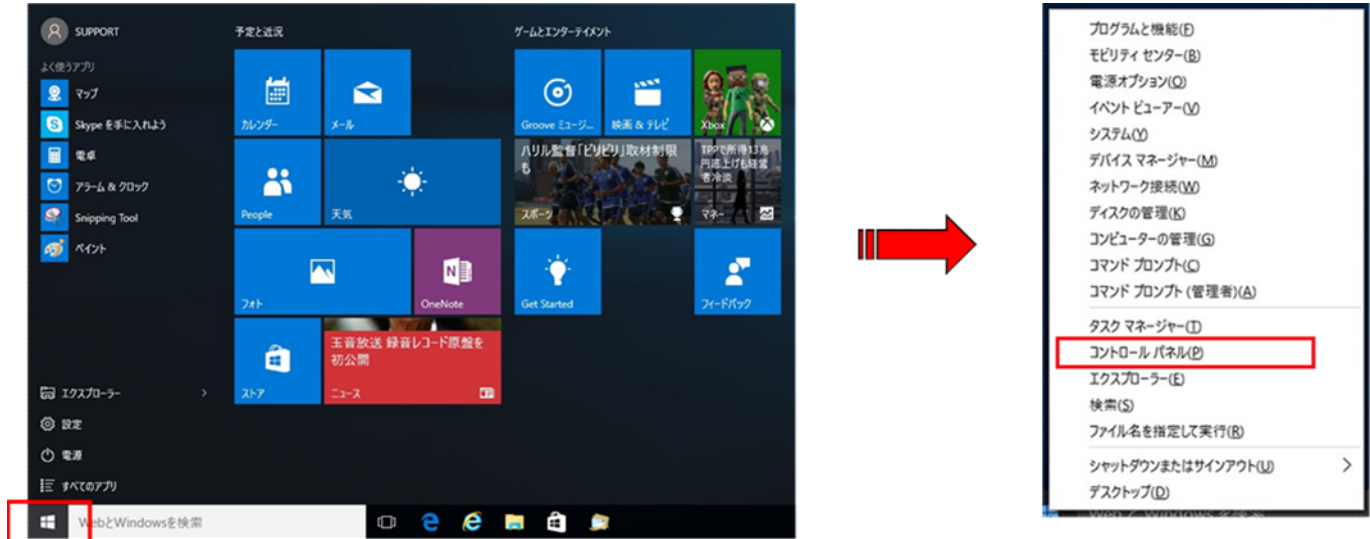 SUPPORT
よく使うアプリ
マップ
Skype を手に入れよう
電卓
アラーム & クロック
Snipping Tool
ペイント
エクスプローラー
設定
電源
すべてのアプリ
WebとWindowsを検索
予定と近況
カレンダー
メール
People
天気
フォト
OneNote
ストア
玉音放送 録音レコード原盤を
初公開
ニュース
ゲームとエンターテイメント
Groove ミュージ...
映画 & テレビ
Xbox
ハリル監督「ピリピリ」取材制限
も
スポーツ
TPPで所得13兆
円底上げも経営
者冷淡
マネー
Get Started
フィードバック
プログラムと機能(F)
モビリティ センター(B)
電源オプション(O)
イベント ビューアー(V)
システム(Y)
デバイス マネージャー(M)
ネットワーク接続(W)
ディスクの管理(K)
コンピューターの管理(G)
コマンド プロンプト(C)
コマンド プロンプト (管理者)(A)
タスク マネージャー(T)
コントロール パネル(P)
エクスプローラー(E)
検索(S)
ファイル名を指定して実行(R)
シャットダウンまたはサインアウト(U)
デスクトップ(D)